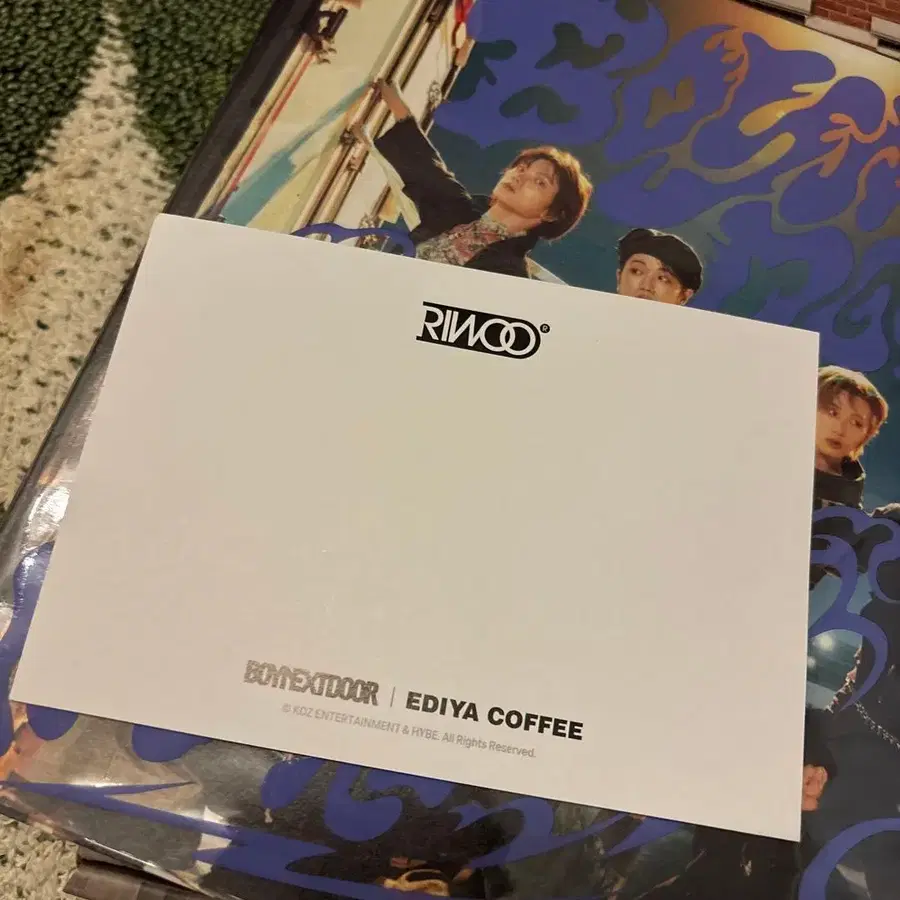 RIWOO®
BOYNEXTDOOR | EDIYA COFFEE
© KOZ ENTERTAINMENT & HYBE. All Rights Reserved.